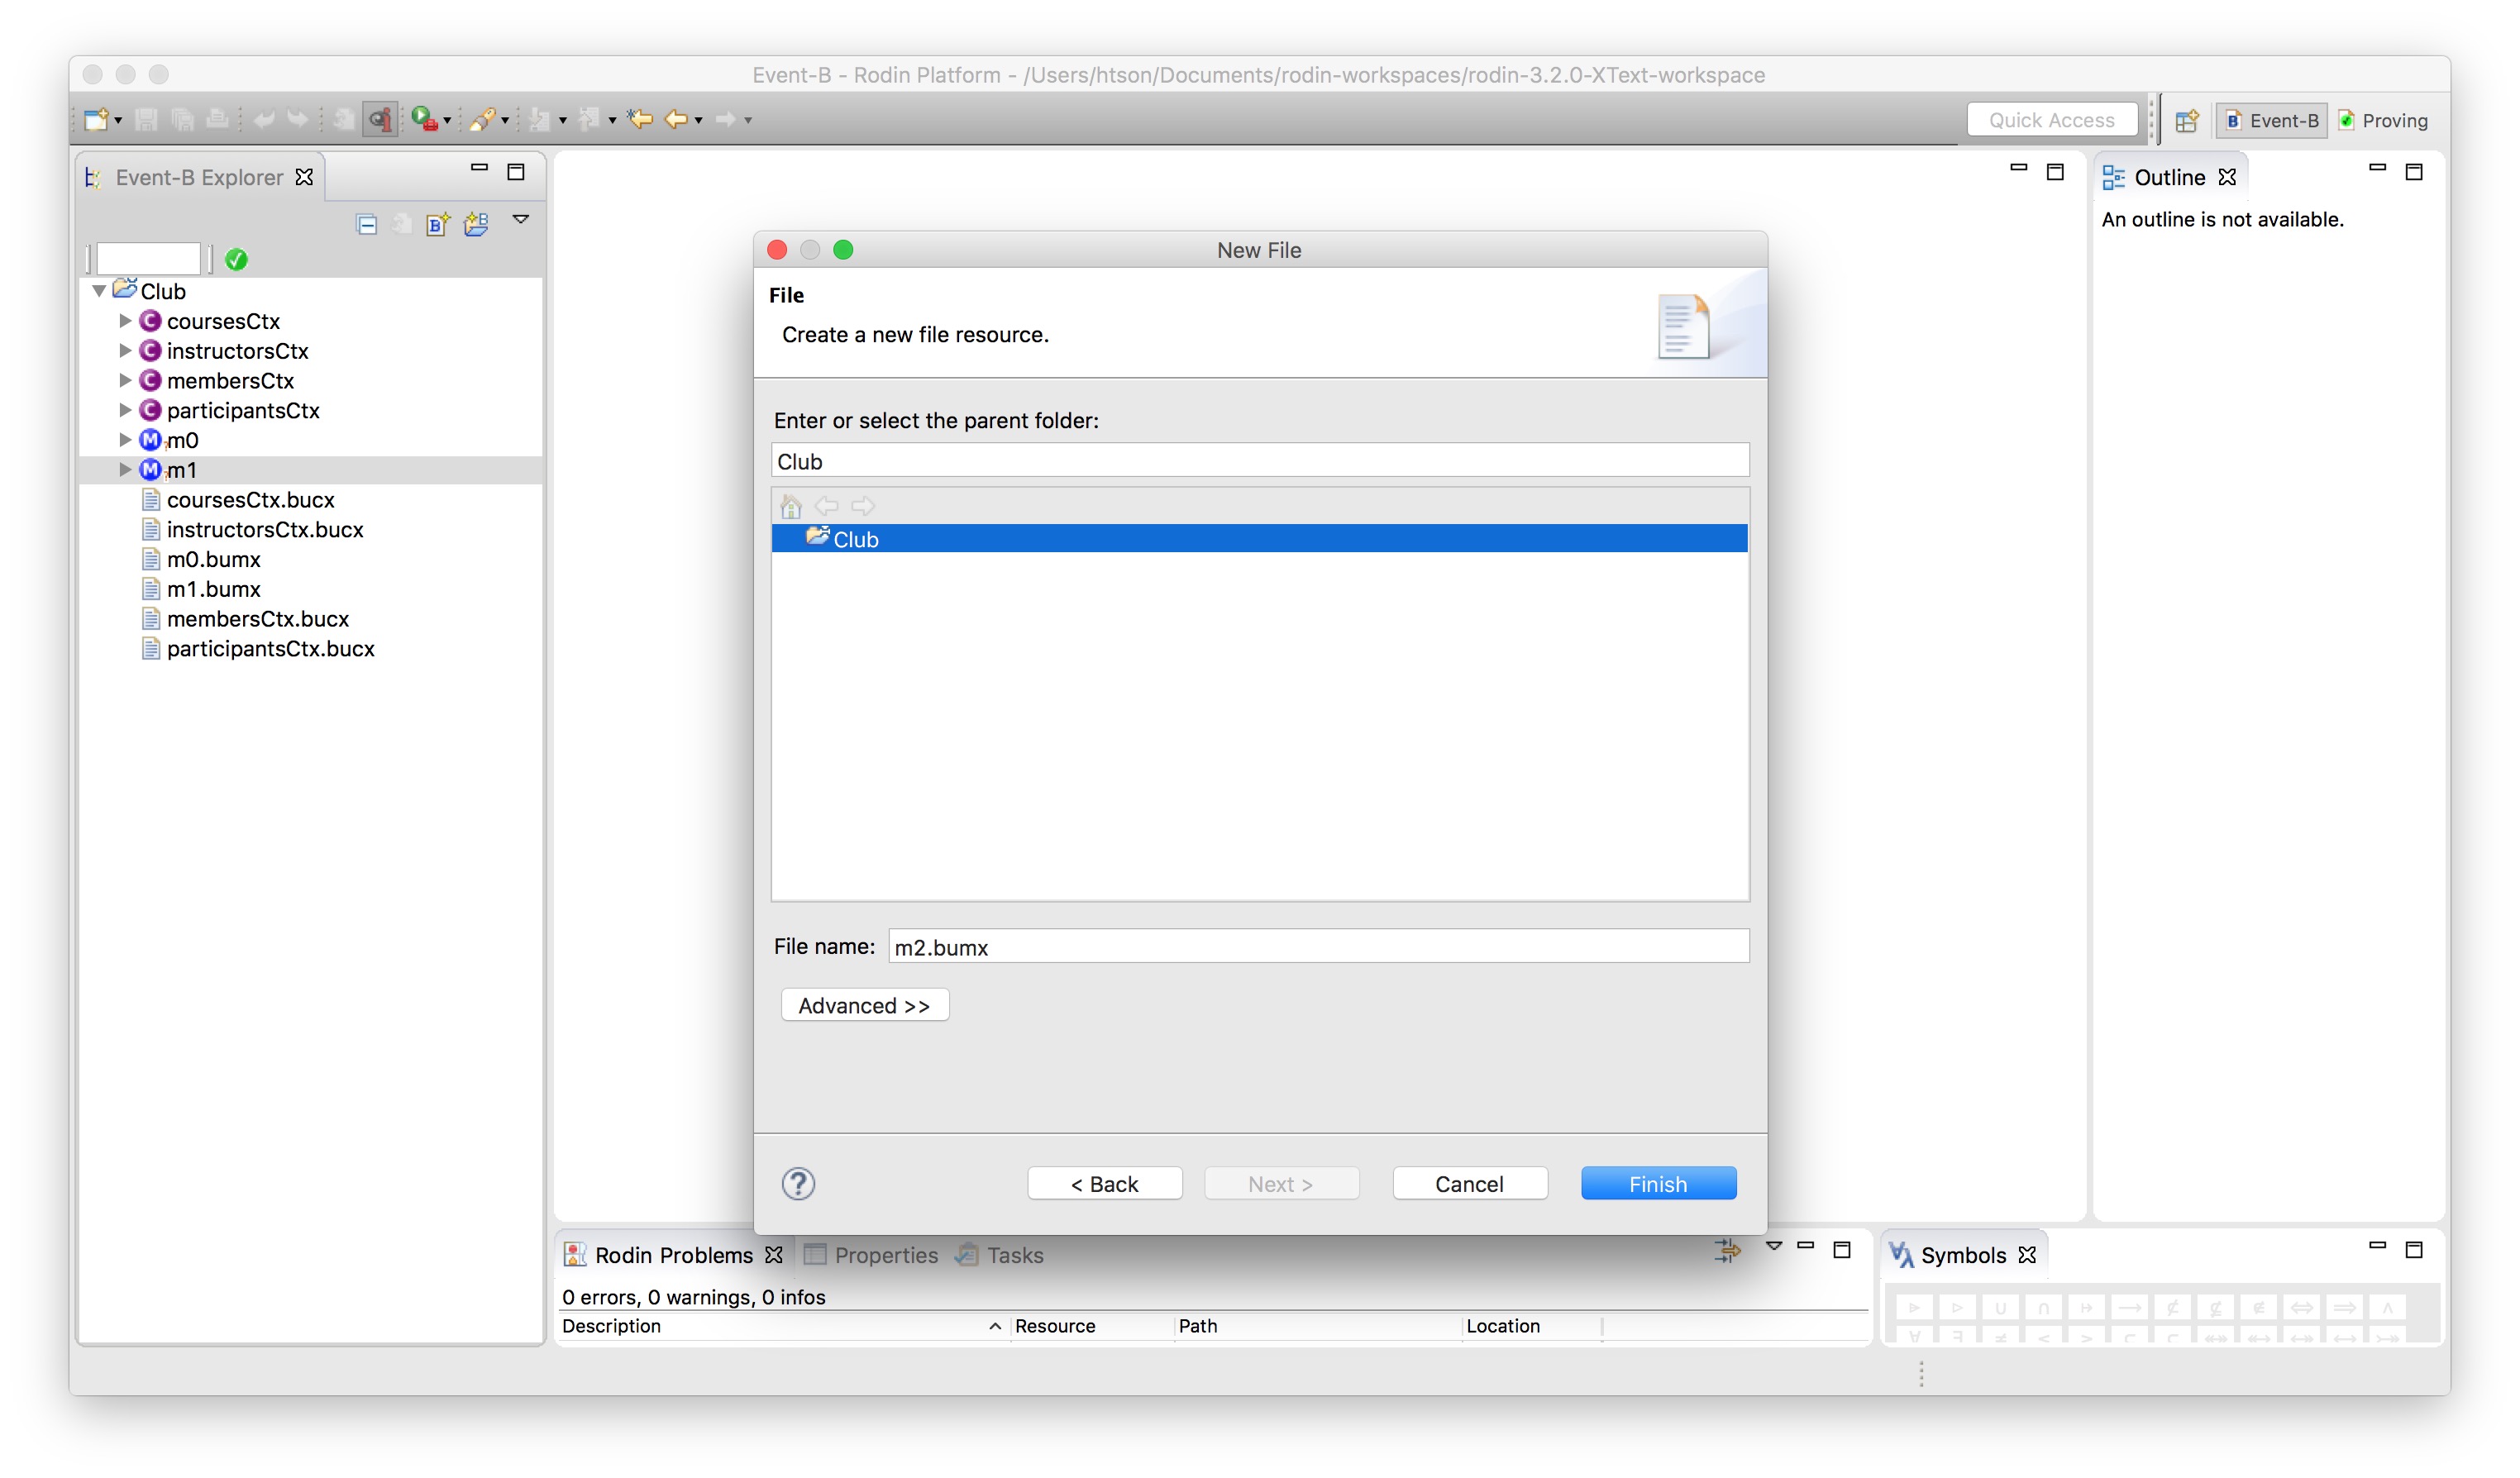 Event-B - Rodin Platform - /Users/htson/Documents/rodin-workspaces/rodin-3.2.0-XText-workspace
Quick Access
Event-B
Proving
Event-B Explorer
Club
coursesCtx
instructorsCtx
membersCtx
participantsCtx
m0
m1
coursesCtx.bucx
instructorsCtx.bucx
m0.bumx
m1.bumx
membersCtx.bucx
participantsCtx.bucx
New File
File
Create a new file resource.
Enter or select the parent folder:
Club
Club
File name: m2.bumx
Advanced >>
< Back Next > Cancel Finish
Outline
An outline is not available.
Rodin Problems Properties Tasks
0 errors, 0 warnings, 0 infos
Description Resource Path Location
Symbols